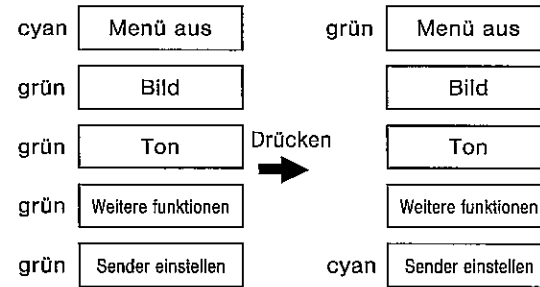 cyan Menü aus grün Menü aus
grün Bild Bild
grün Ton Drücken Ton
grün Weitere funktionen Weitere funktionen
grün Sender einstellen cyan Sender einstellen